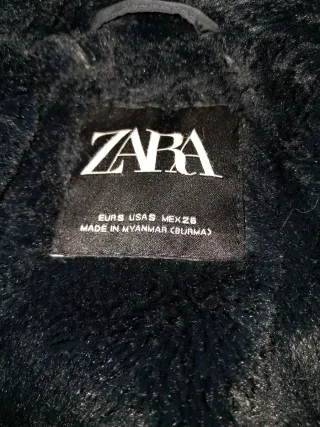 ZARA
EUR S USA S MEX 26
MADE IN MYANMAR (BURMA)